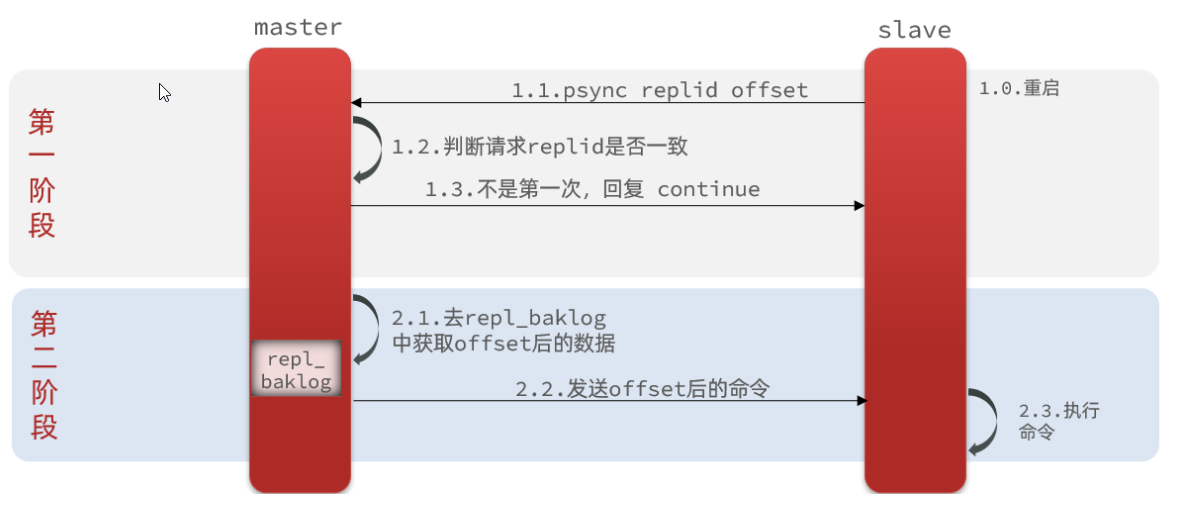 master
slave
第一阶段
1.0.重启
1.1.psync replid offset
1.2.判断请求replid是否一致
1.3.不是第一次，回复 continue
第二阶段
2.1.去repl_baklog
中获取offset后的数据
repl_
baklog
2.2.发送offset后的命令
2.3.执行
命令